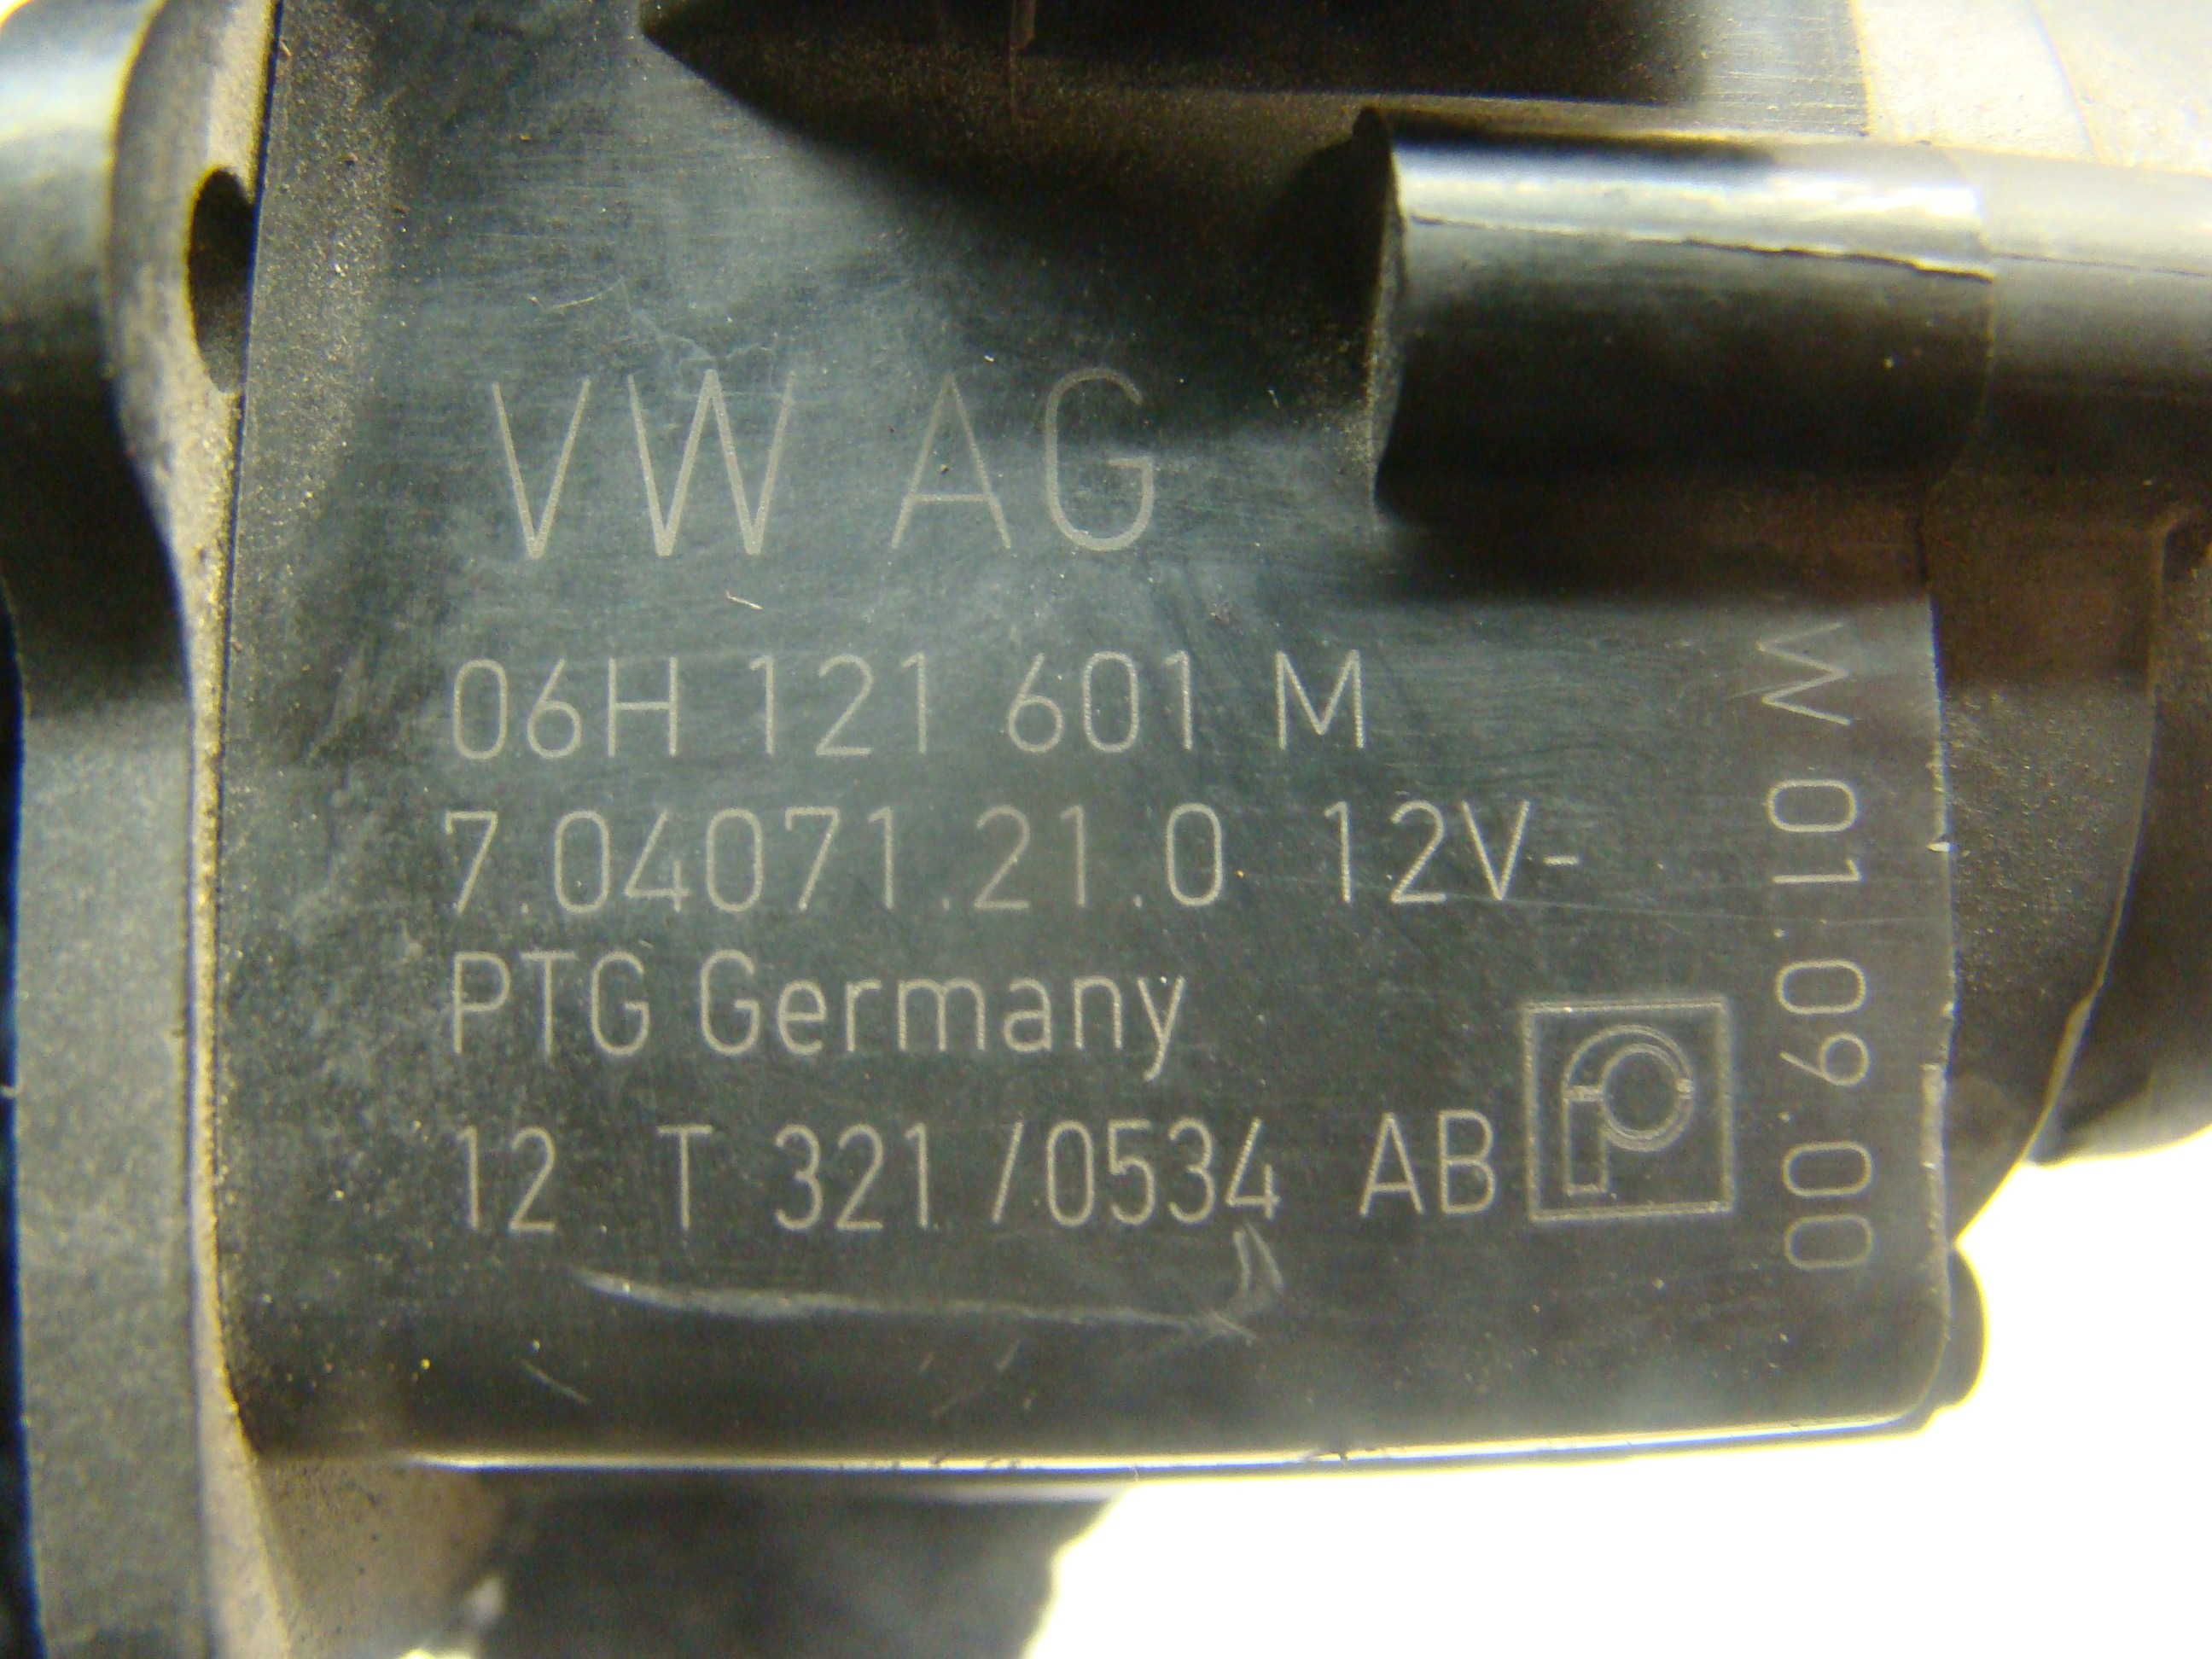 VW AG
06H 121 601 M
7.04071.21.0 12V-
PTG Germany
12 T 321 /0534 AB
W 01.09.00